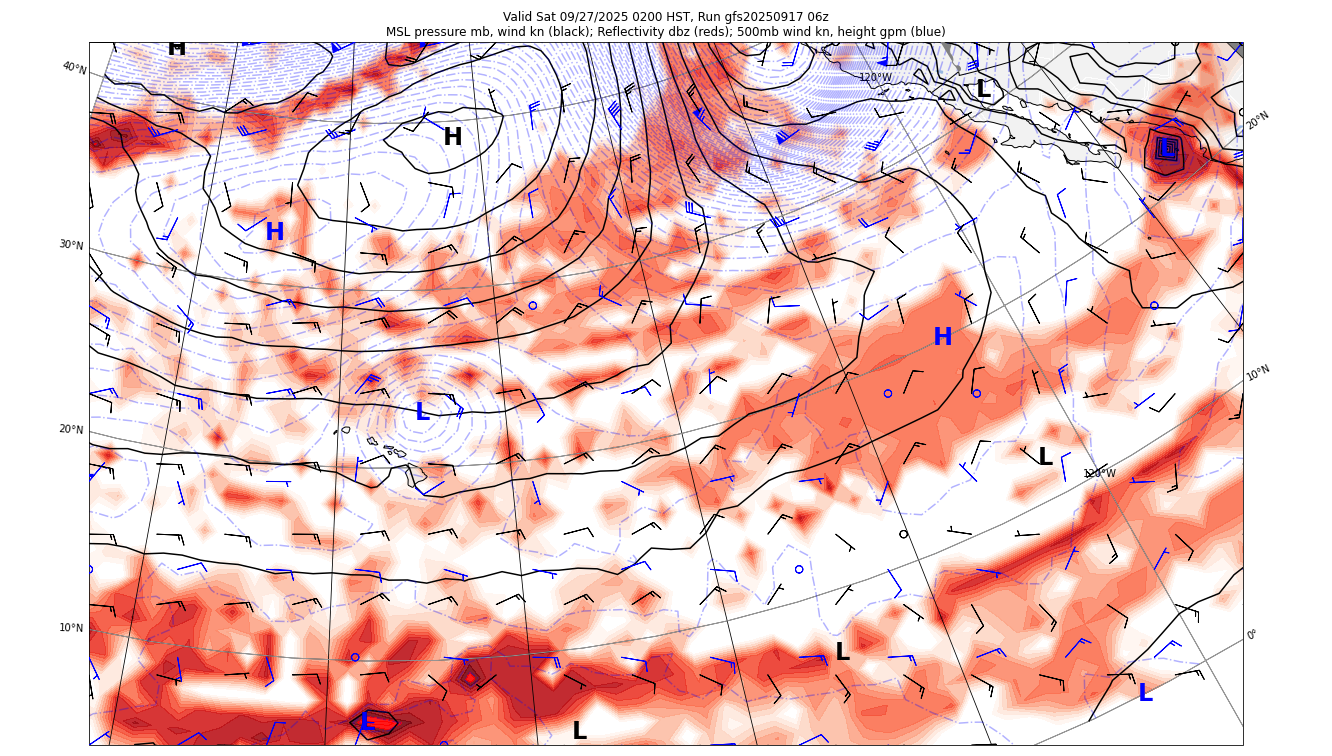 Valid Sat 09/27/2025 0200 HST, Run gfs20250917 06z
MSL pressure mb, wind kn (black); Reflectivity dbz (reds); 500mb wind kn, height gpm (blue)
H
40°N
120°W
L
20°N
H
L
H
30°N
H
10°N
L
20°N
L
120°W
10°N
0°
L
L
L
L